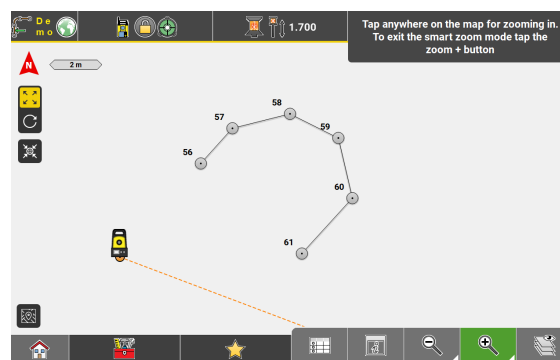 De
mo
1.700
Tap anywhere on the map for zooming in.
To exit the smart zoom mode tap the
zoom + button
N
2 m
58
57
59
56
60
61